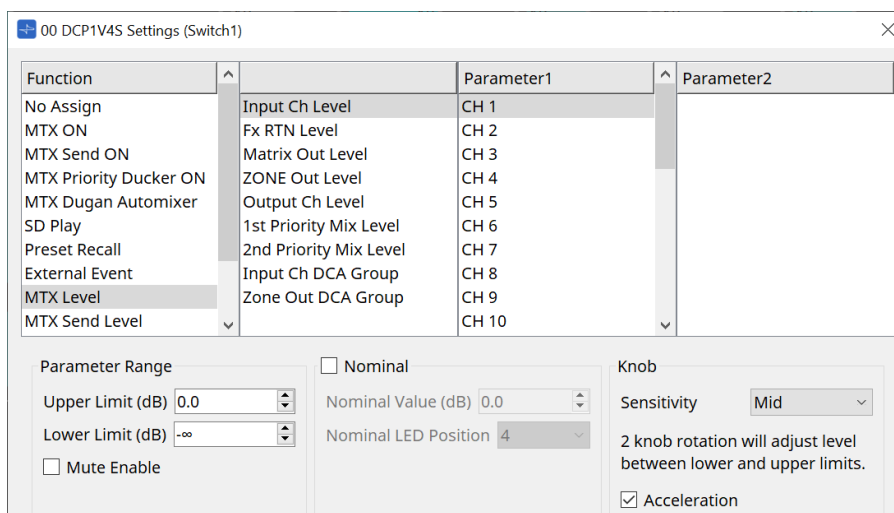 00 DCP1V4S Settings (Switch1)
Function
Parameter1
Parameter2
No Assign
MTX ON
MTX Send ON
MTX Priority Ducker ON
MTX Dugan Automixer
SD Play
Preset Recall
External Event
MTX Level
MTX Send Level
Input Ch Level
Fx RTN Level
Matrix Out Level
ZONE Out Level
Output Ch Level
1st Priority Mix Level
2nd Priority Mix Level
Input Ch DCA Group
Zone Out DCA Group
CH 1
CH 2
CH 3
CH 4
CH 5
CH 6
CH 7
CH 8
CH 9
CH 10
Parameter Range
Upper Limit (dB) 0.0
Lower Limit (dB) -∞
Mute Enable
Nominal
Nominal Value (dB) 0.0
Nominal LED Position 4
Knob
Sensitivity Mid
2 knob rotation will adjust level
between lower and upper limits.
Acceleration